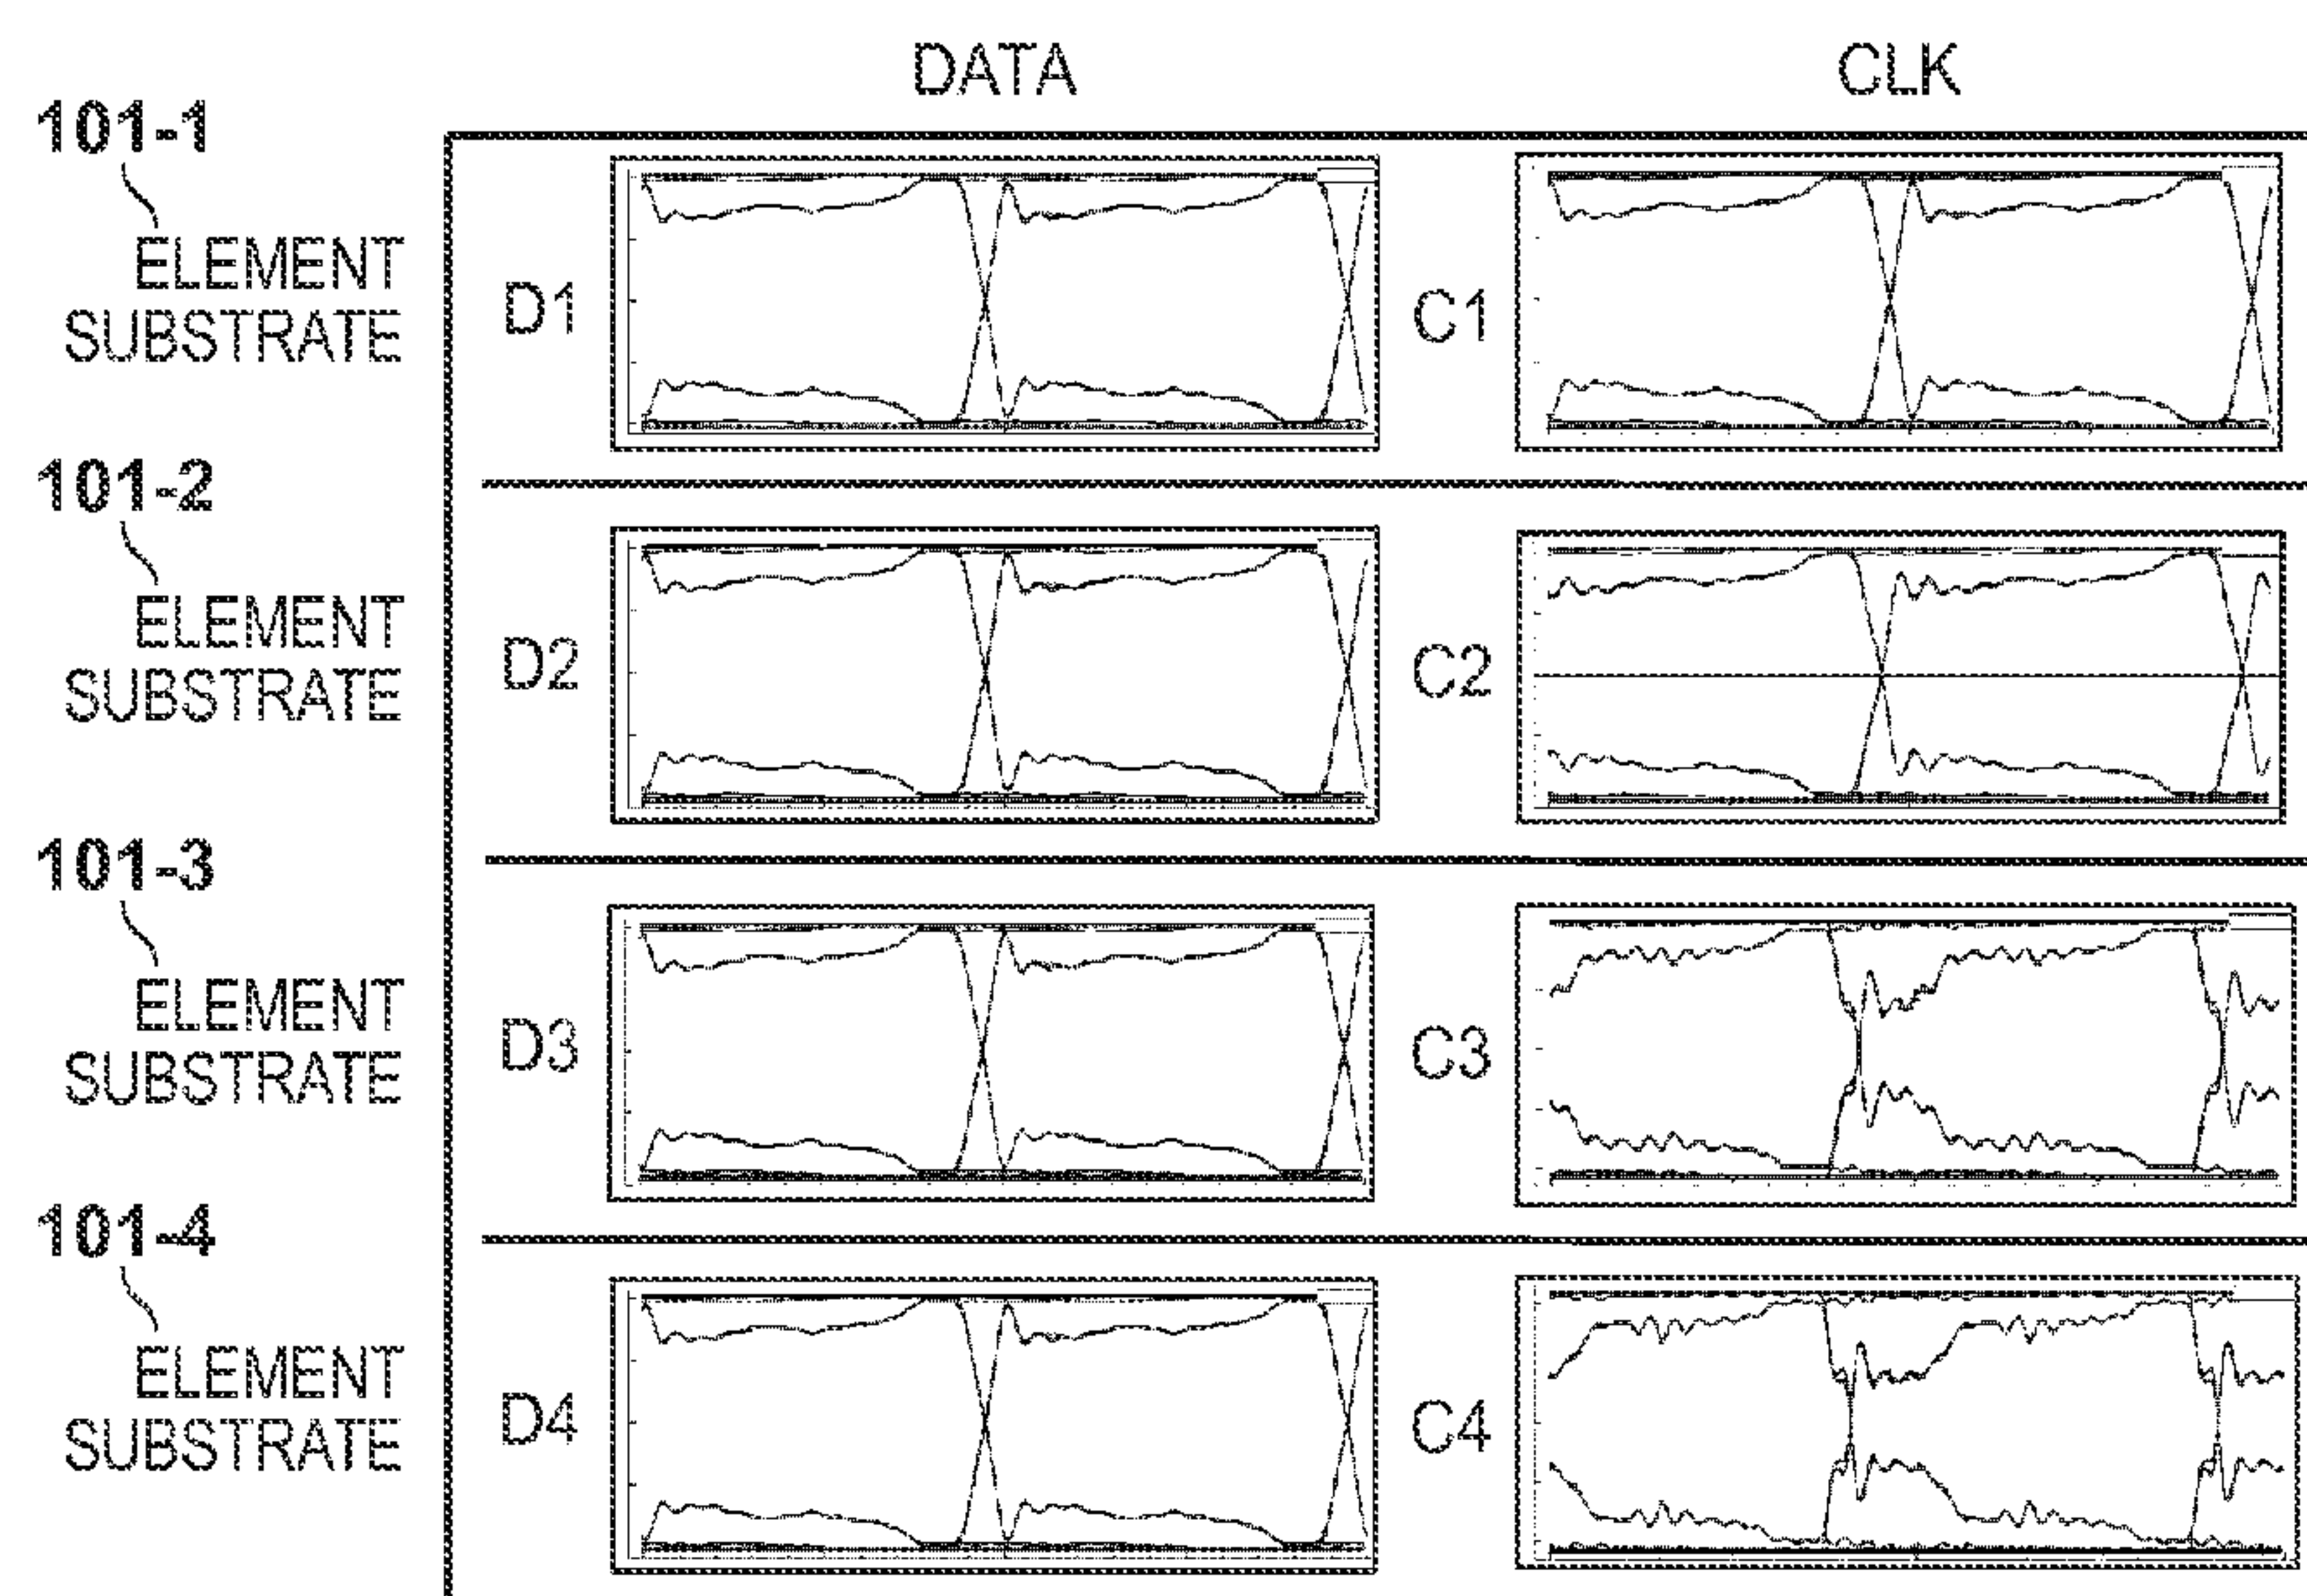 DATA CLK
101-1
ELEMENT
SUBSTRATE
D1 C1
101-2
ELEMENT
SUBSTRATE
D2 C2
101-3
ELEMENT
SUBSTRATE
D3 C3
101-4
ELEMENT
SUBSTRATE
D4 C4